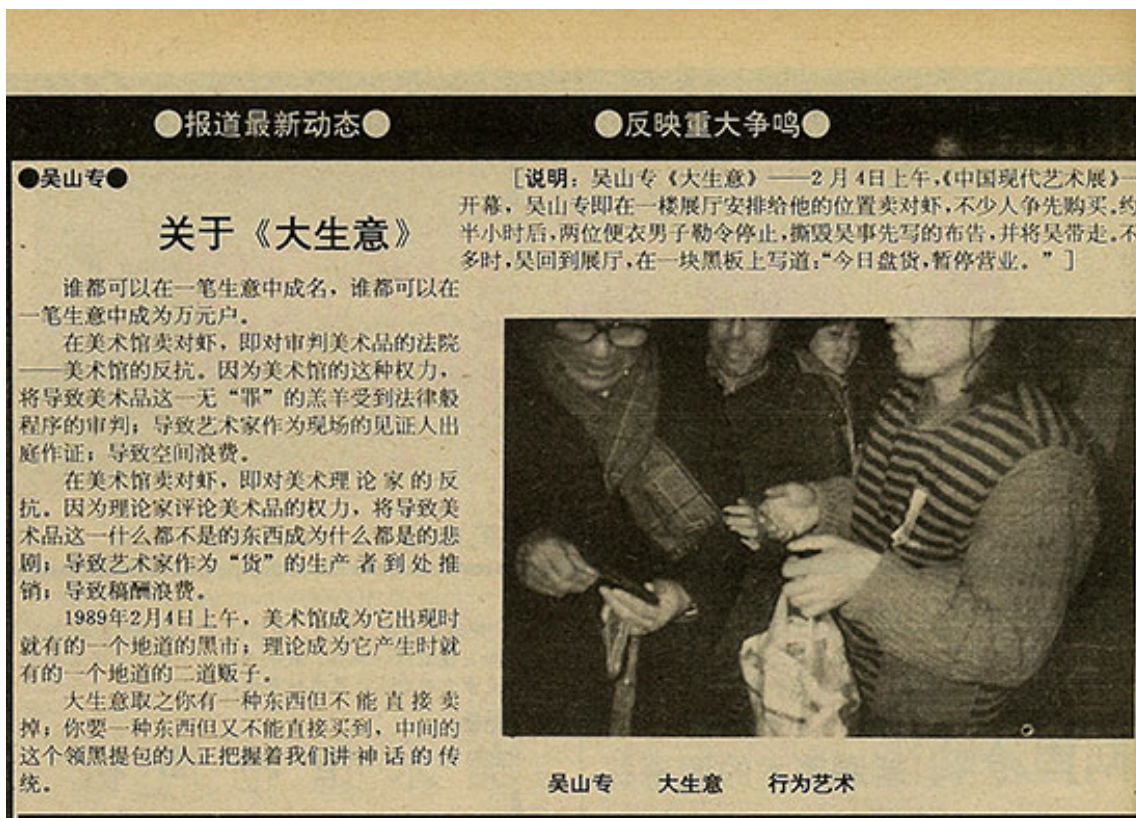 ●报道最新动态●
●反映重大争鸣●
●吴山专●
关于《大生意》
谁都可以在一笔生意中成名，谁都可以在
一笔生意中成为万元户。
在美术馆卖对虾，即对审判美术品的法院
——美术馆的反抗。因为美术馆的这种权力，
将导致美术品这一无“罪”的羔羊受到法律般
程序的审判；导致艺术家作为现场的见证人出
庭作证；导致空间浪费。
在美术馆卖对虾，即对美术理论家的反
抗。因为理论家评论美术品的权力，将导致美
术品这一什么都不是的东西成为什么都是的悲
剧；导致艺术家作为“货”的生产者到处推
销；导致稿酬浪费。
1989年2月4日上午，美术馆成为它出现时
就有的一个地道的黑市；理论成为它产生时就
有的一个地道的二道贩子。
大生意取之你有一种东西但不能直接卖
掉；你要一种东西但又不能直接买到，中间的
这个领黑提包的人正把握着我们讲神话的传
统。
［说明：吴山专《大生意》——2月4日上午，《中国现代艺术展》—
开幕，吴山专即在一楼展厅安排给他的位置卖对虾，不少人争先购买。约
半小时后，两位便衣男子勒令停止，撕毁吴事先写的布告，并将吴带走。不
多时，吴回到展厅，在一块黑板上写道：“今日盘货，暂停营业。”］
吴山专 大生意 行为艺术